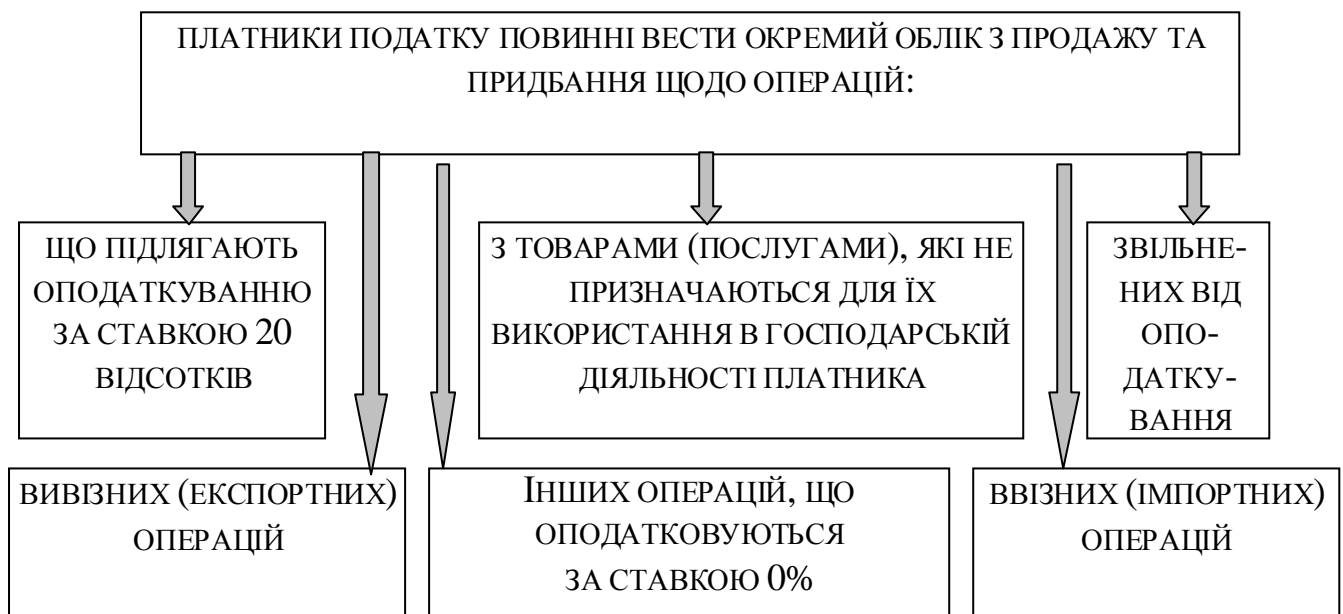 ПЛАТНИКИ ПОДАТКУ ПОВИННІ ВЕСТИ ОКРЕМИЙ ОБЛІК З ПРОДАЖУ ТА
ПРИДБАННЯ ЩОДО ОПЕРАЦІЙ:
ЩО ПІДЛЯГАЮТЬ
ОПОДАТКУВАННЮ
ЗА СТАВКОЮ 20
ВІДСОТКІВ
З ТОВАРАМИ (ПОСЛУГАМИ), ЯКІ НЕ
ПРИЗНАЧАЮТЬСЯ ДЛЯ ЇХ
ВИКОРИСТАННЯ В ГОСПОДАРСЬКІЙ
ДІЯЛЬНОСТІ ПЛАТНИКА
ЗВІЛЬНЕ-
НИХ ВІД
ОПО-
ДАТКУ-
ВАННЯ
ВИВІЗНИХ (ЕКСПОРТНИХ)
ОПЕРАЦІЙ
ІНШИХ ОПЕРАЦІЙ, ЩО
ОПОДАТКОВУЮТЬСЯ
ЗА СТАВКОЮ 0%
ВВІЗНИХ (ІМПОРТНИХ)
ОПЕРАЦІЙ